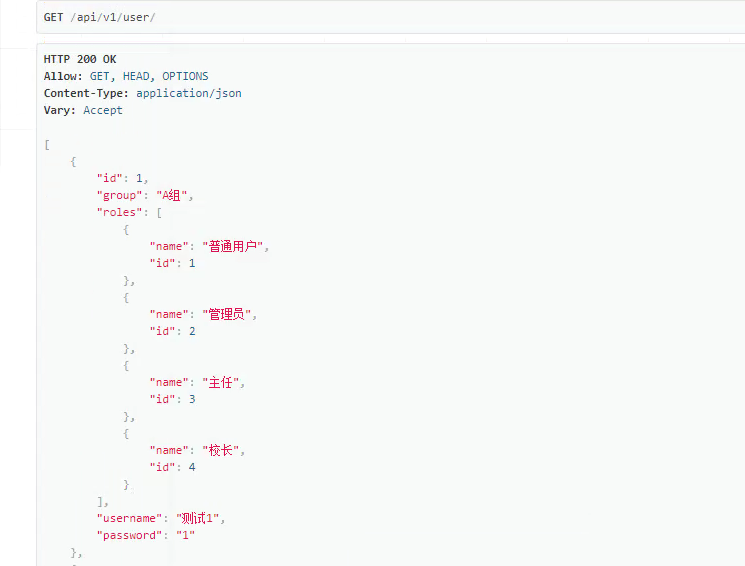 GET /api/v1/user/
HTTP 200 OK
Allow: GET, HEAD, OPTIONS
Content-Type: application/json
Vary: Accept
[
{
"id": 1,
"group": "A组",
"roles": [
{
"name": "普通用户",
"id": 1
},
{
"name": "管理员",
"id": 2
},
{
"name": "主任",
"id": 3
},
{
"name": "校长",
"id": 4
}
],
"username": "测试1",
"password": "1"
},